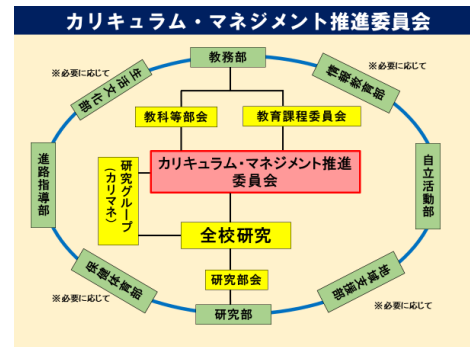 カリキュラム・マネジメント推進委員会
教務部
※必要に応じて
※必要に応じて
生活文化部
情報教育部
教科等部会
教育課程委員会
進路指導部
研究グループ
(カリマネ)
カリキュラム・マネジメント推進
委員会
自立活動部
全校研究
保健体育部
研究部会
地域支援部
※必要に応じて
研究部
※必要に応じて